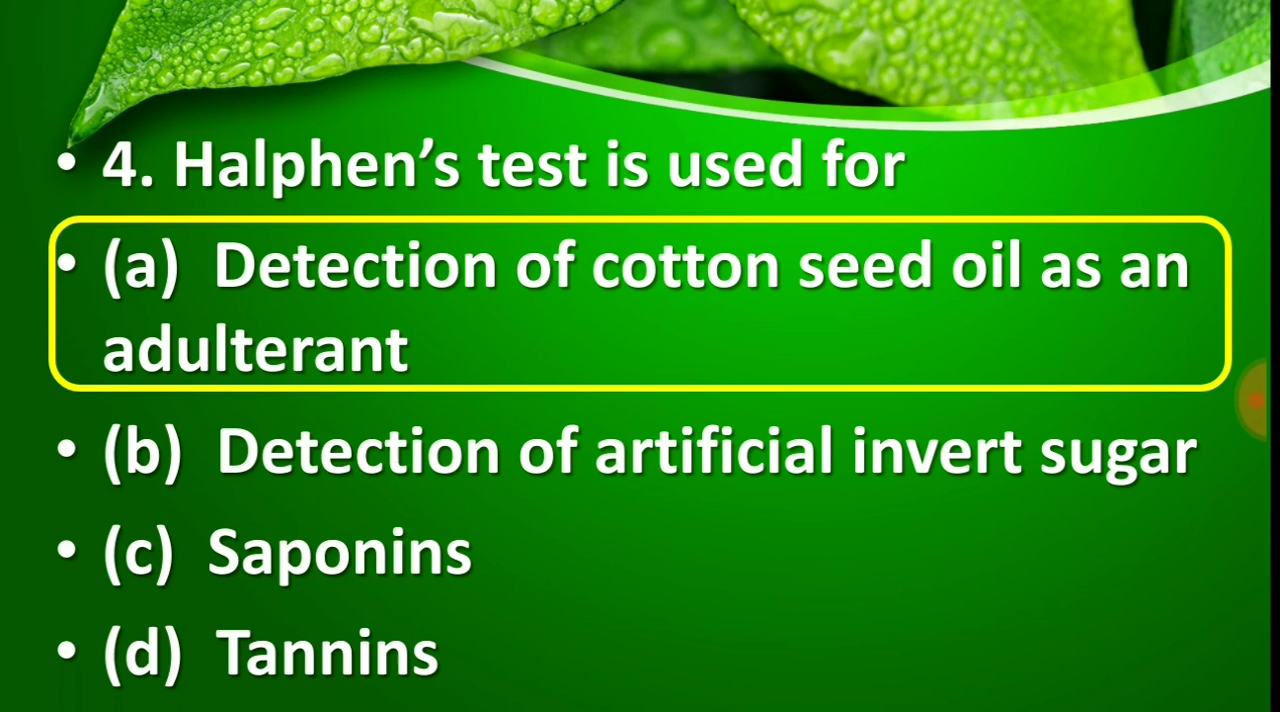 • 4. Halphen’s test is used for
• (a) Detection of cotton seed oil as an
adulterant
• (b) Detection of artificial invert sugar
• (c) Saponins
• (d) Tannins